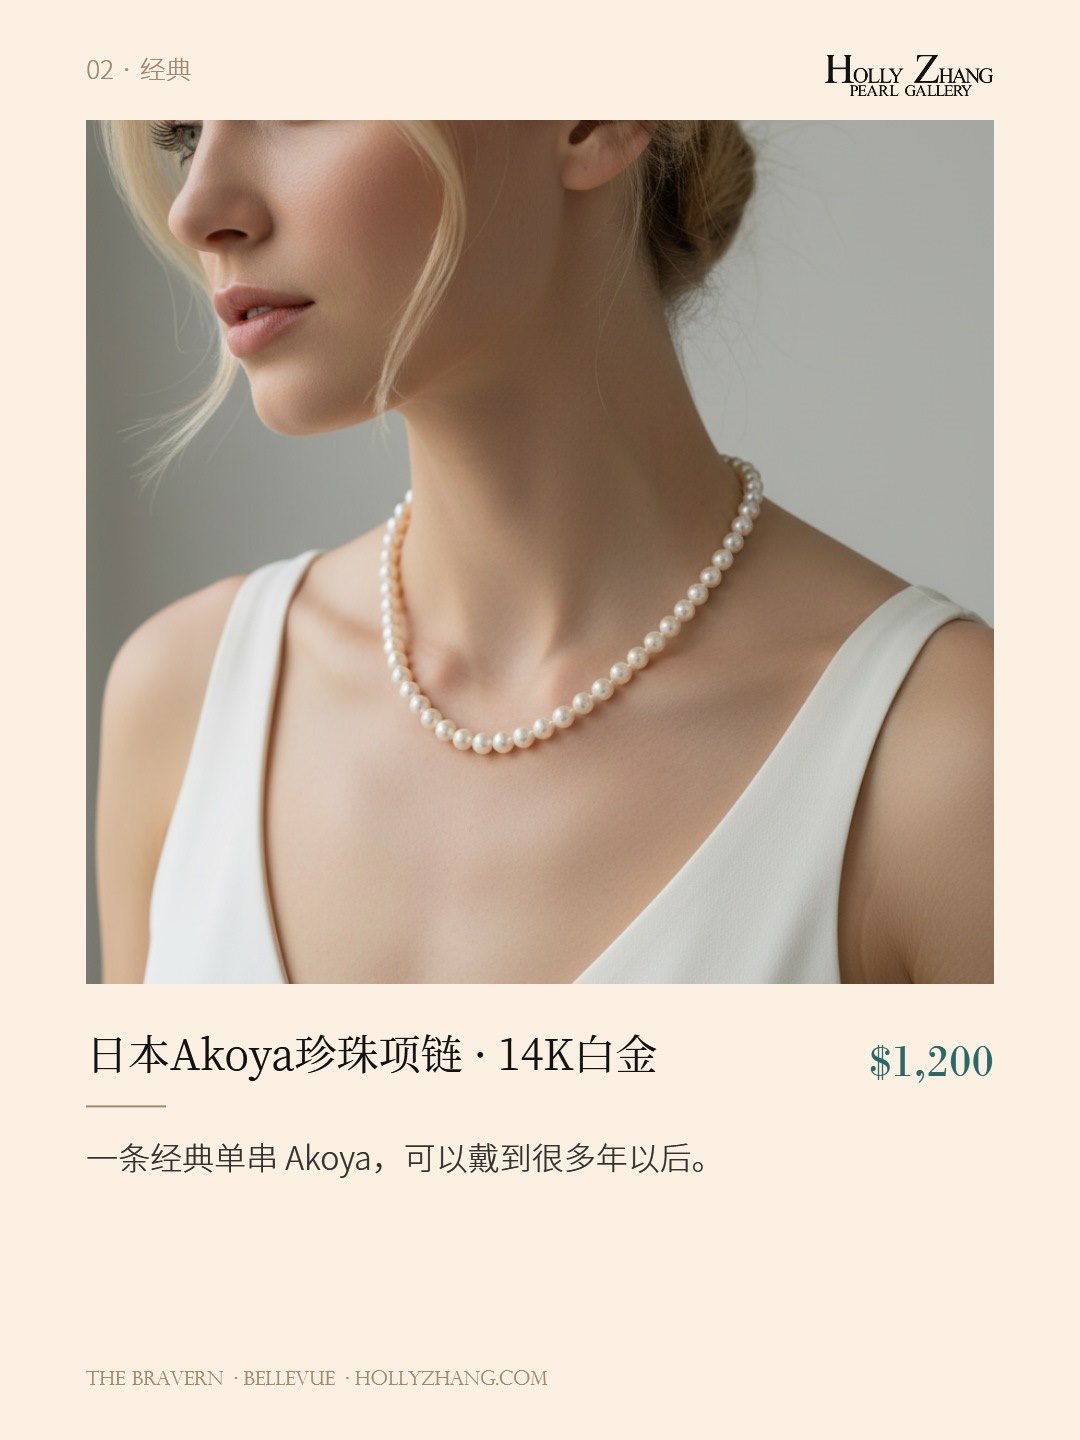 02 · 经典
HOLLY ZHANG
PEARL GALLERY
日本Akoya珍珠项链 · 14K白金
$1,200
一条经典单串 Akoya，可以戴到很多年以后。
THE BRAVERN · BELLEVUE · HOLLYZHANG.COM